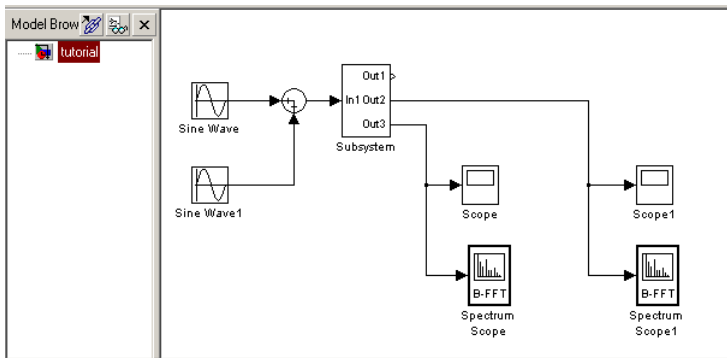 Model Brow
tutorial
Sine Wave
Sine Wave1
Out1
In1 Out2
Out3
Subsystem
Scope
Scope1
B-FFT
Spectrum
Scope
B-FFT
Spectrum
Scope1